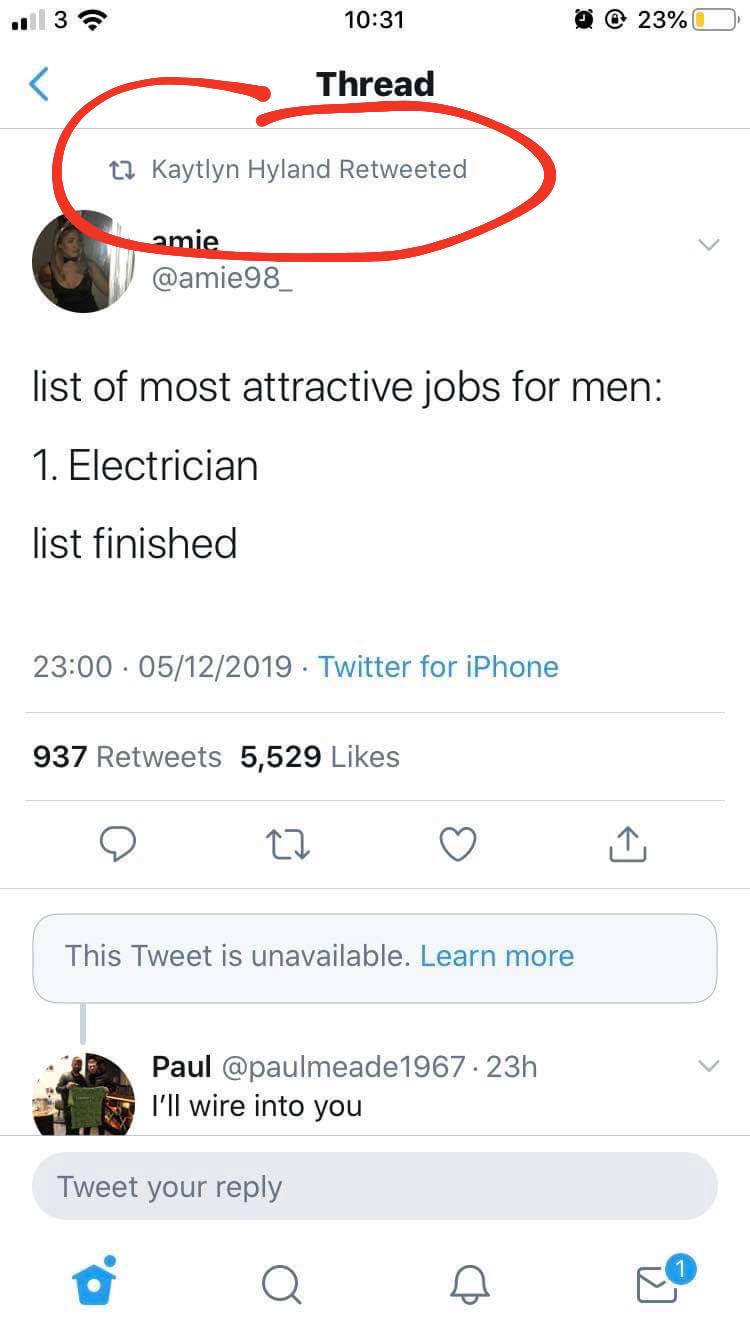 3 10:31 23%
Thread
Kaytlyn Hyland Retweeted
amie
@amie98_
list of most attractive jobs for men:
1. Electrician
list finished
23:00 · 05/12/2019 · Twitter for iPhone
937 Retweets 5,529 Likes
This Tweet is unavailable. Learn more
Paul @paulmeade1967 · 23h
I'll wire into you
Tweet your reply
1